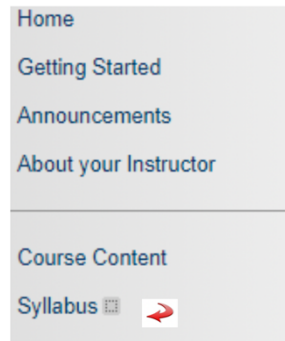 Home
Getting Started
Announcements
About your Instructor
Course Content
Syllabus